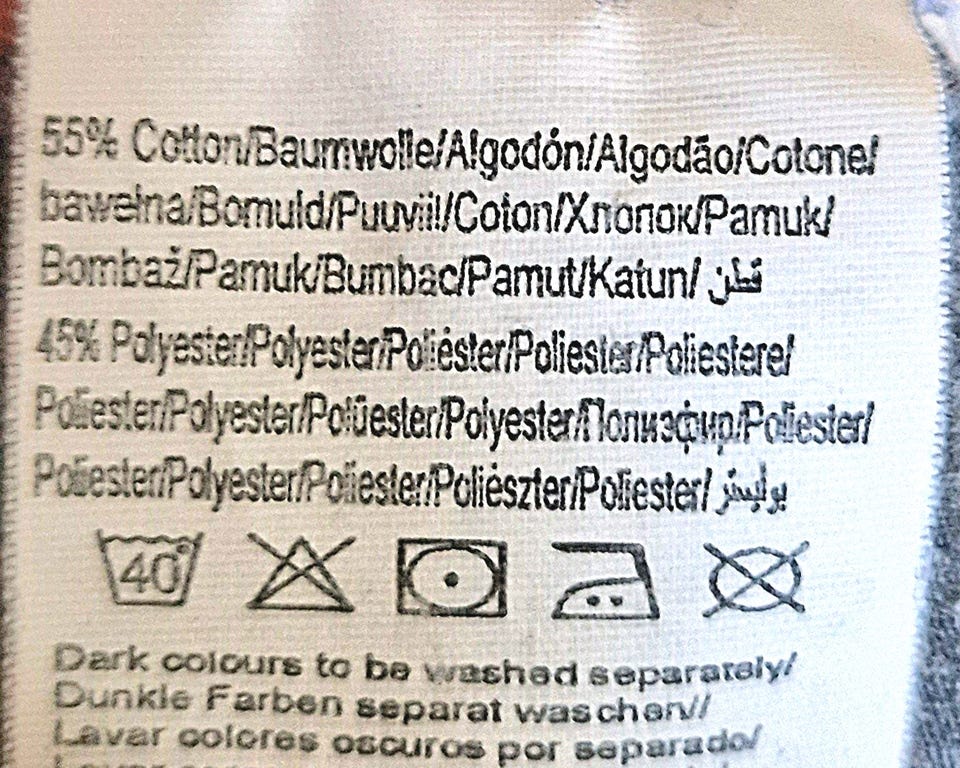 55% Cotton/Baumwolle/Algodón/Algodão/Cotone/
bawełna/Bomuld/Puuvill/Coton/Хлопок/Pamuk/
Bombaž/Pamuk/Bumbac/Pamut/Katun/ قطن
45% Polyester/Polyester/Poliéster/Poliester/Poliestere/
Poliester/Polyester/Polüester/Polyester/Полиэфир/Poliester/
Poliester/Polyester/Poliester/Poliészter/Poliester/ بوليستر
40°
Dark colours to be washed separately/
Dunkle Farben separat waschen//
Lavar colores oscuros por separado/